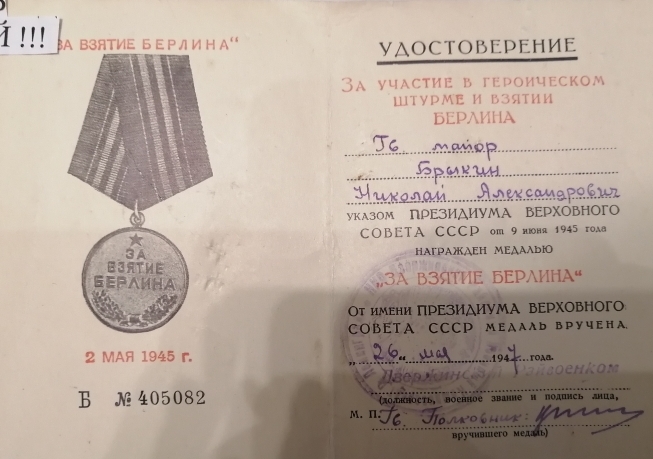 Й !!!
„ЗА ВЗЯТИЕ БЕРЛИНА“
ЗА
ВЗЯТИЕ
БЕРЛИНА
2 МАЯ 1945 г.
Б № 405082
УДОСТОВЕРЕНИЕ
ЗА УЧАСТИЕ В ГЕРОИЧЕСКОМ
ШТУРМЕ И ВЗЯТИИ
БЕРЛИНА
Гв майор
Брыкин
Николай Александрович
УКАЗОМ ПРЕЗИДИУМА ВЕРХОВНОГО
СОВЕТА СССР от 9 июня 1945 года
НАГРАЖДЕН МЕДАЛЬЮ
„ЗА ВЗЯТИЕ БЕРЛИНА“
ОТ ИМЕНИ ПРЕЗИДИУМА ВЕРХОВНОГО
СОВЕТА СССР МЕДАЛЬ ВРУЧЕНА
„26„ мая 1947 года.
Дзержинский Райвоенком
(должность, военное звание и подпись лица,
М. П. Гв. Полковник:
вручившего медаль)